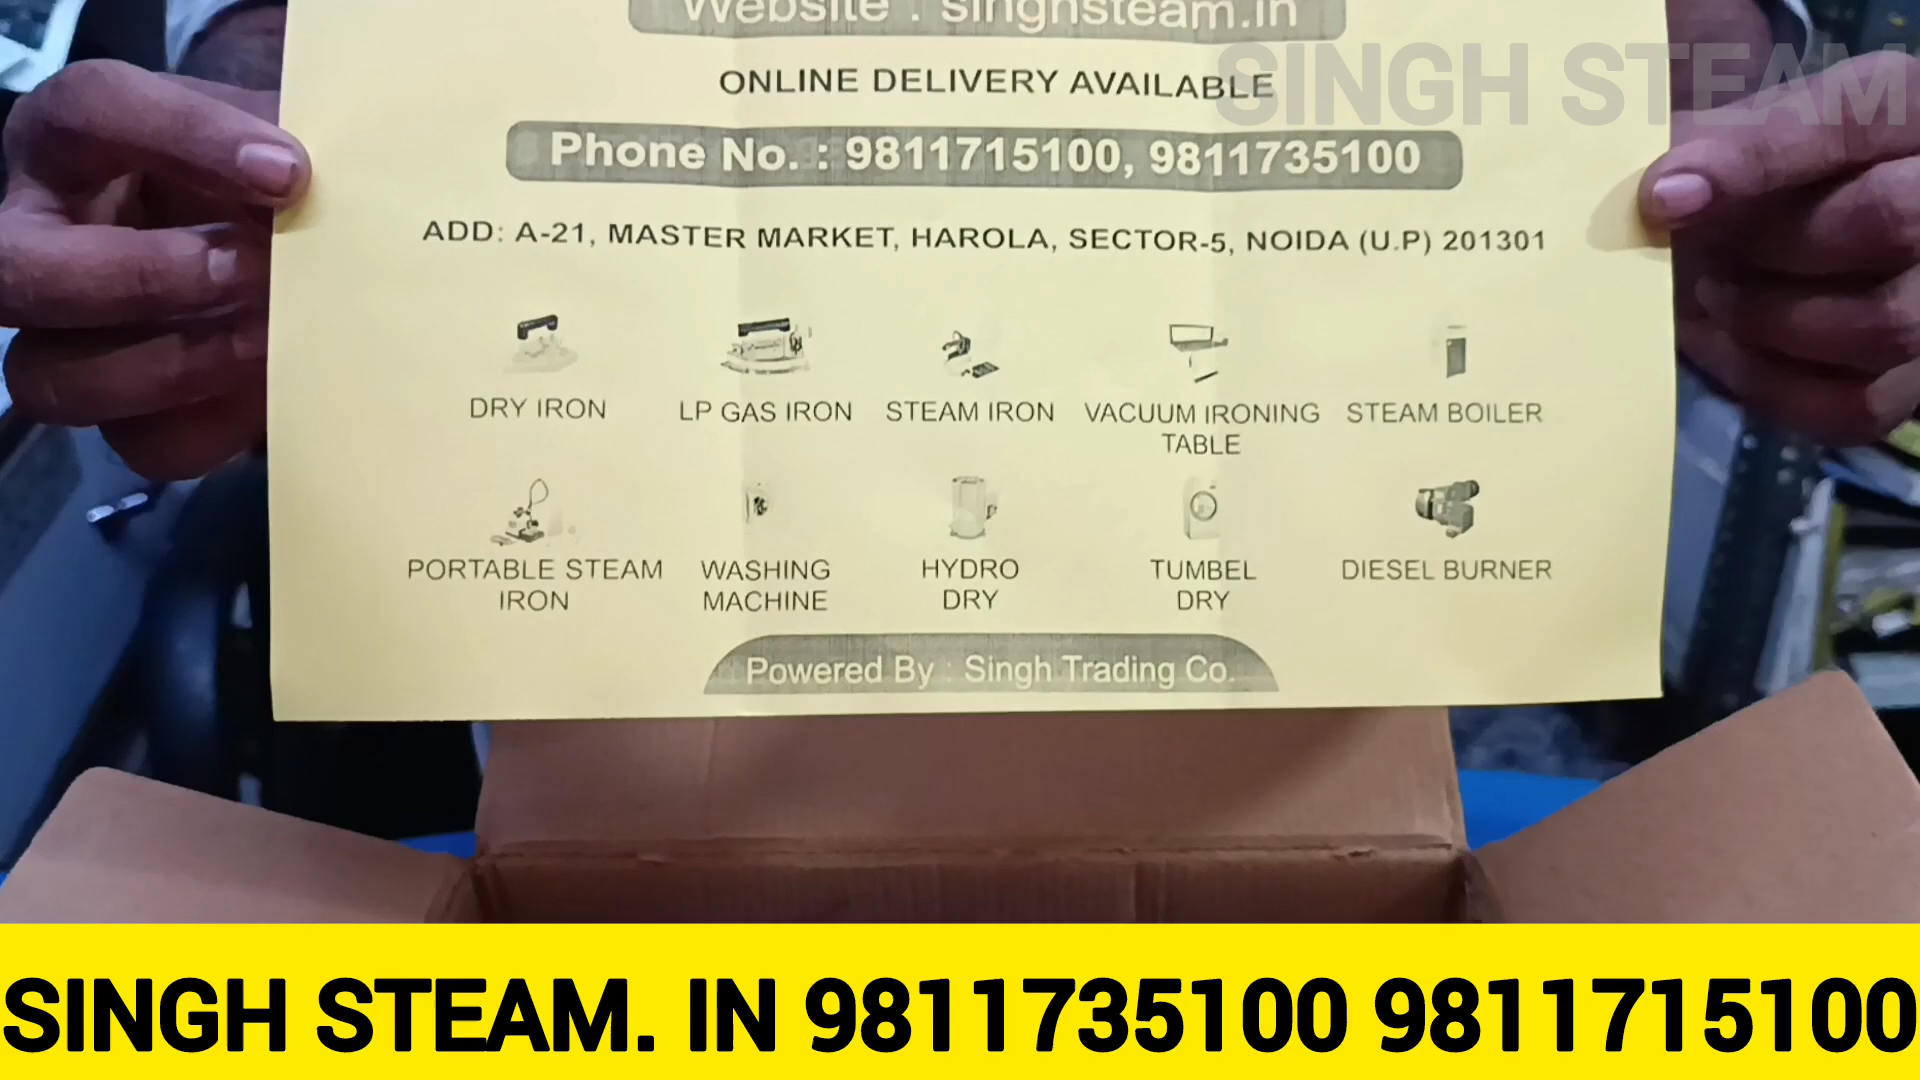 Website : singhsteam.in
SINGH STEAM
ONLINE DELIVERY AVAILABLE
Phone No. : 9811715100, 9811735100
ADD: A-21, MASTER MARKET, HAROLA, SECTOR-5, NOIDA (U.P) 201301
DRY IRON
LP GAS IRON
STEAM IRON
VACUUM IRONING
TABLE
STEAM BOILER
PORTABLE STEAM
IRON
WASHING
MACHINE
HYDRO
DRY
TUMBEL
DRY
DIESEL BURNER
Powered By : Singh Trading Co.
SINGH STEAM. IN 9811735100 9811715100